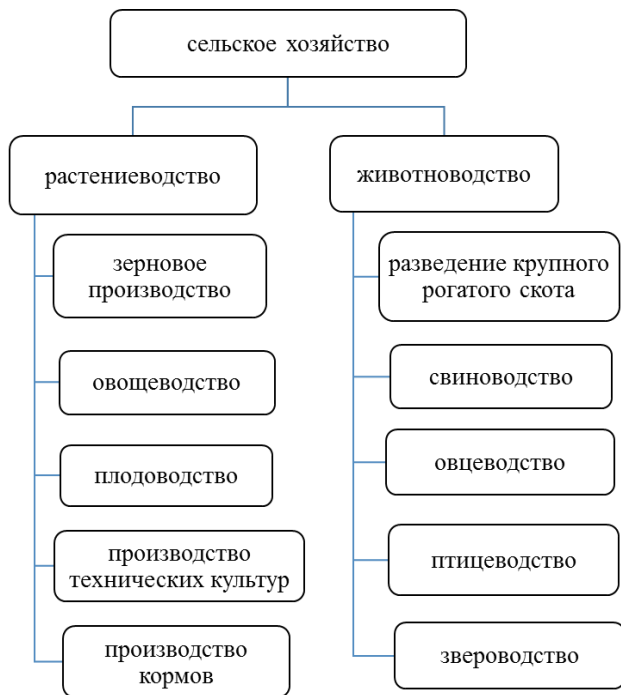 сельское хозяйство
растениеводство
животноводство
зерновое
производство
овощеводство
плодоводство
производство
технических культур
производство
кормов
разведение крупного
рогатого скота
свиноводство
овцеводство
птицеводство
звероводство